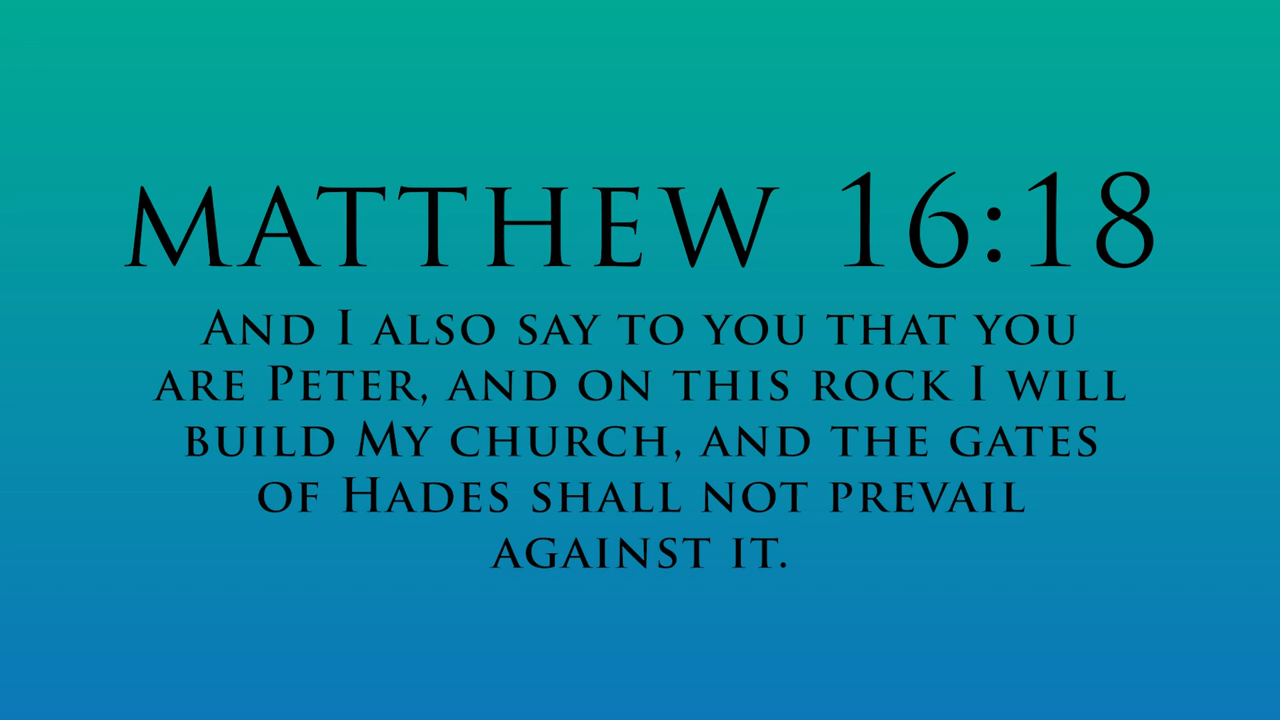 MATTHEW 16:18
And I also say to you that you
are Peter, and on this rock I will
build My church, and the gates
of Hades shall not prevail
against it.